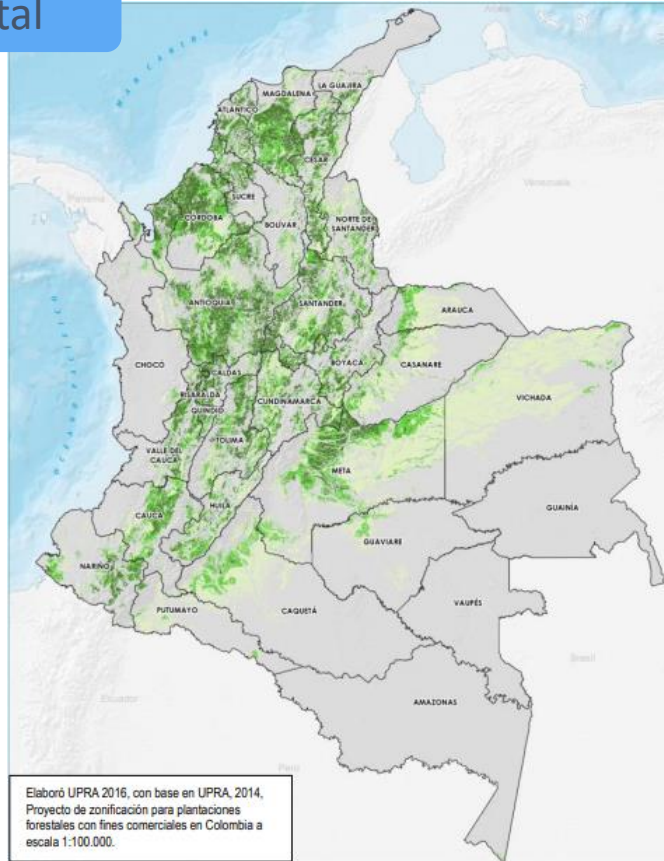 tal
MAR CARIBE
Aruba
LA GUAJIRA
MAGDALENA
ATLÁNTICO
CESAR
Panamá
SUCRE
Venezuela
CÓRDOBA
BOLÍVAR
NORTE DE
SANTANDER
ANTIOQUIA
SANTANDER
ARAUCA
CHOCÓ
BOYACÁ
CASANARE
CALDAS
RISARALDA
QUINDIO
CUNDINAMARCA
VICHADA
VALLE DEL
CAUCA
TOLIMA
META
GUAINÍA
HUILA
CAUCA
GUAVIARE
NARIÑO
PUTUMAYO
CAQUETÁ
VAUPÉS
Brasil
Ecuador
AMAZONAS
Perú
Elaboró UPRA 2016, con base en UPRA, 2014,
Proyecto de zonificación para plantaciones
forestales con fines comerciales en Colombia a
escala 1:100.000.